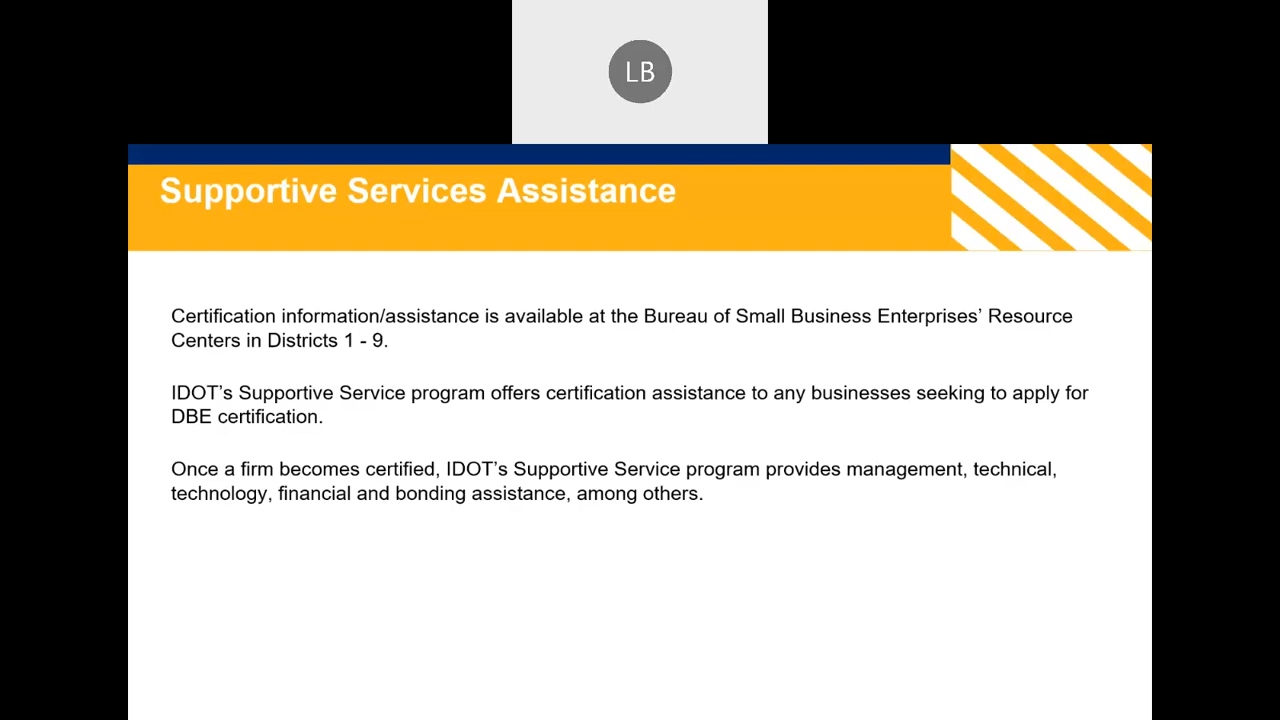 LB
Supportive Services Assistance
Certification information/assistance is available at the Bureau of Small Business Enterprises’ Resource
Centers in Districts 1 - 9.
IDOT’s Supportive Service program offers certification assistance to any businesses seeking to apply for
DBE certification.
Once a firm becomes certified, IDOT’s Supportive Service program provides management, technical,
technology, financial and bonding assistance, among others.